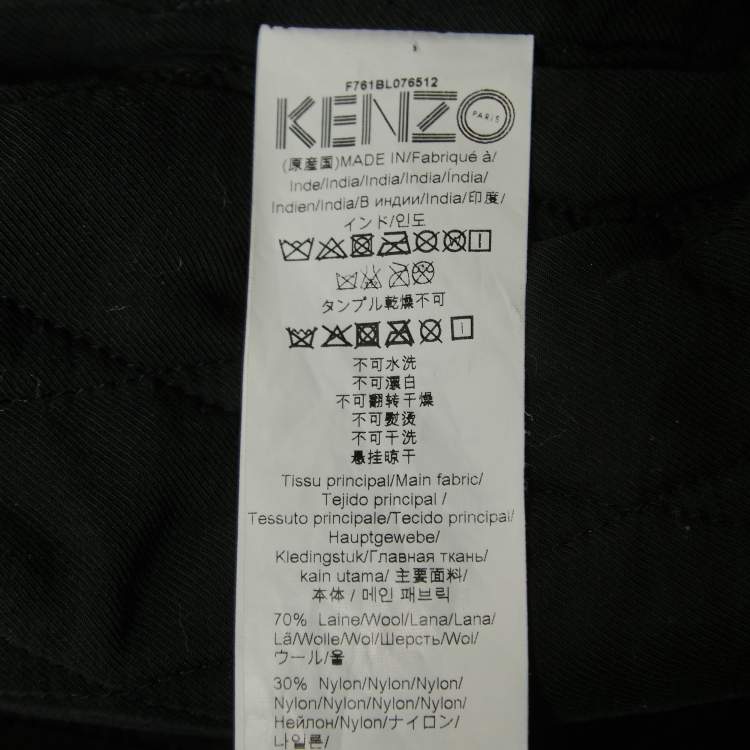 F761BL076512
KENZO
PARIS
(原産国)MADE IN/Fabriqué à/
Inde/India/India/India/Índia/
Indien/India/В индии/India/印度/
インド/인도
タンブル乾燥不可
不可水洗
不可漂白
不可翻转干燥
不可熨烫
不可干洗
悬挂晾干
Tissu principal/Main fabric/
Tejido principal /
Tessuto principale/Tecido principal/
Hauptgewebe/
Kledingstuk/Главная ткань/
kain utama/ 主要面料/
本体 / 메인 패브릭
70% Laine/Wool/Lana/Lana/
Lã/Wolle/Wol/Шерсть/Wol/
ウール/울
30% Nylon/Nylon/Nylon/
Nylon/Nylon/Nylon/Nylon/
Нейлон/Nylon/ナイロン/
나일론/